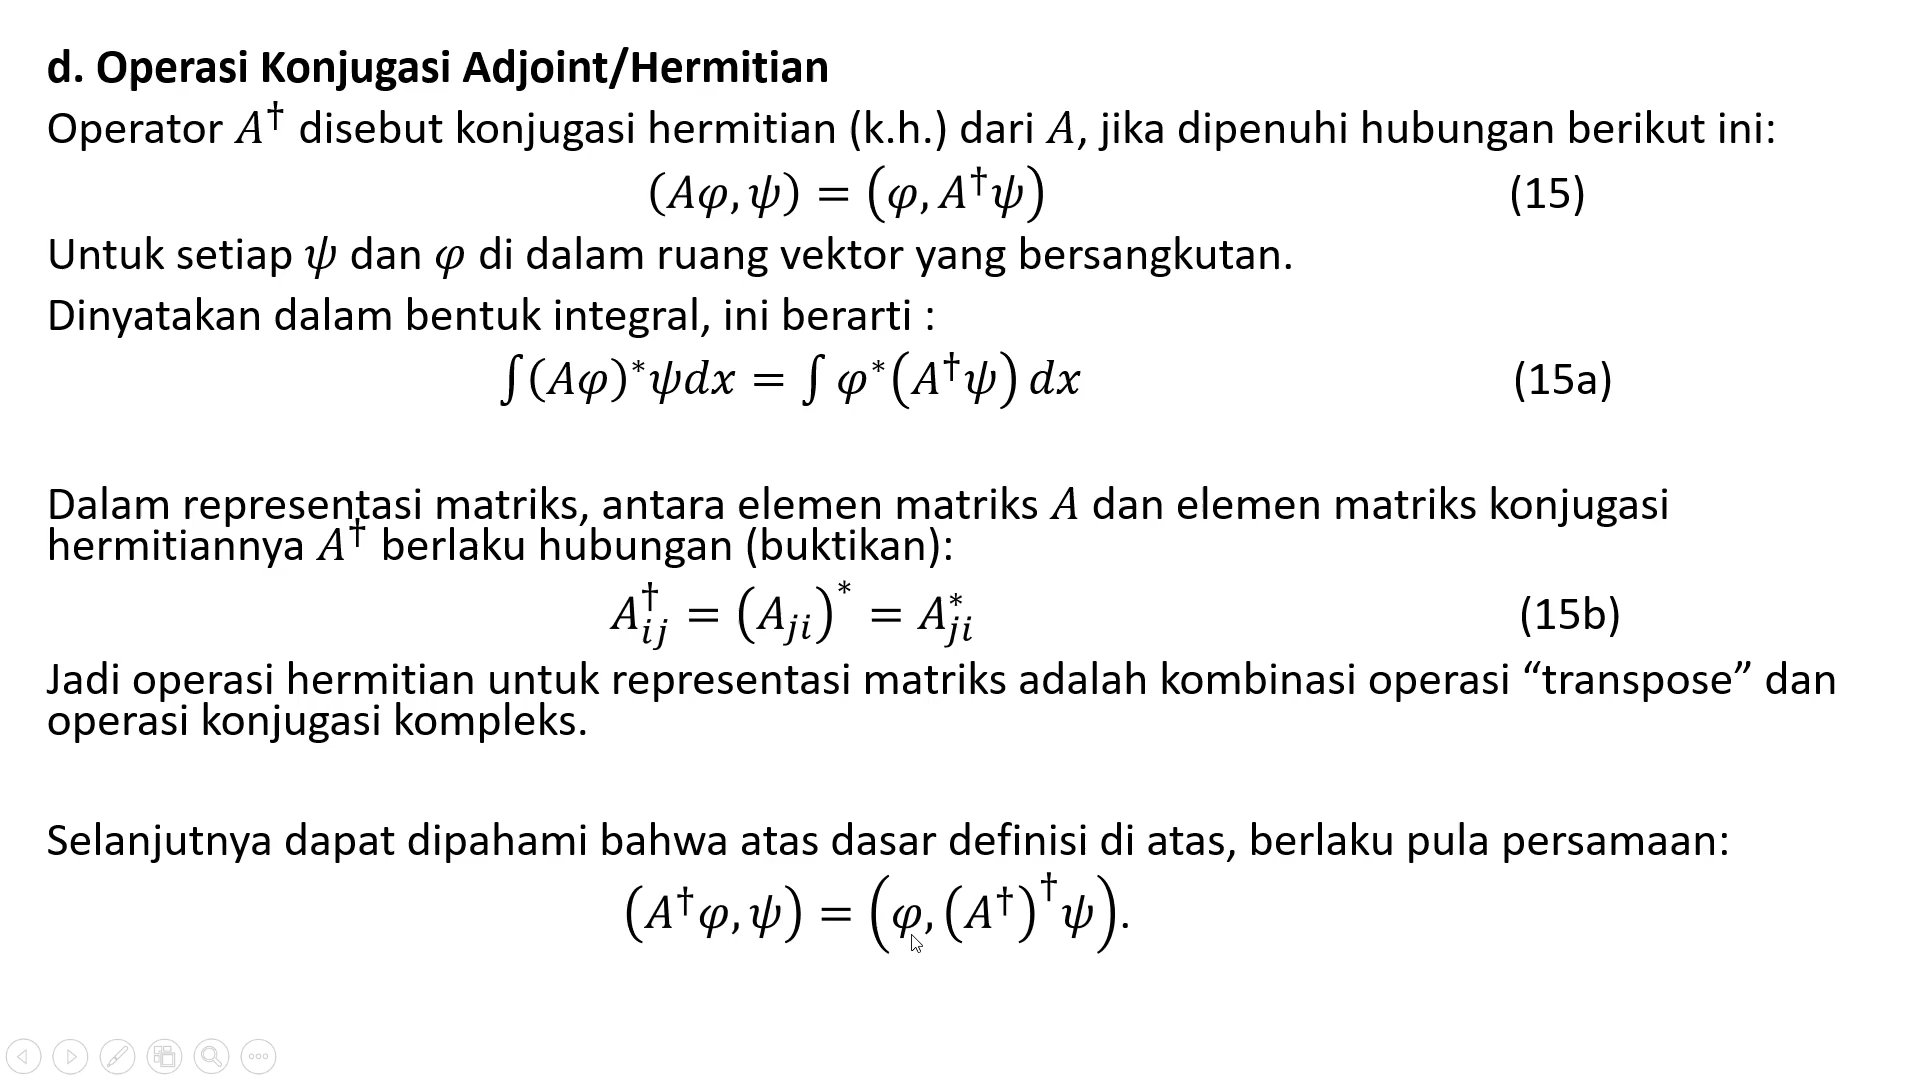 d. Operasi Konjugasi Adjoint/Hermitian
Operator A† disebut konjugasi hermitian (k.h.) dari A, jika dipenuhi hubungan berikut ini:
(Aφ, ψ) = (φ, A†ψ) (15)
Untuk setiap ψ dan φ di dalam ruang vektor yang bersangkutan.
Dinyatakan dalam bentuk integral, ini berarti :
∫(Aφ)*ψdx = ∫ φ*(A†ψ) dx (15a)
Dalam representasi matriks, antara elemen matriks A dan elemen matriks konjugasi
hermitiannya A† berlaku hubungan (buktikan):
A†_{ij} = (A_{ji})* = A*_{ji} (15b)
Jadi operasi hermitian untuk representasi matriks adalah kombinasi operasi “transpose” dan
operasi konjugasi kompleks.
Selanjutnya dapat dipahami bahwa atas dasar definisi di atas, berlaku pula persamaan:
(A†φ, ψ) = (φ, (A†)†ψ).